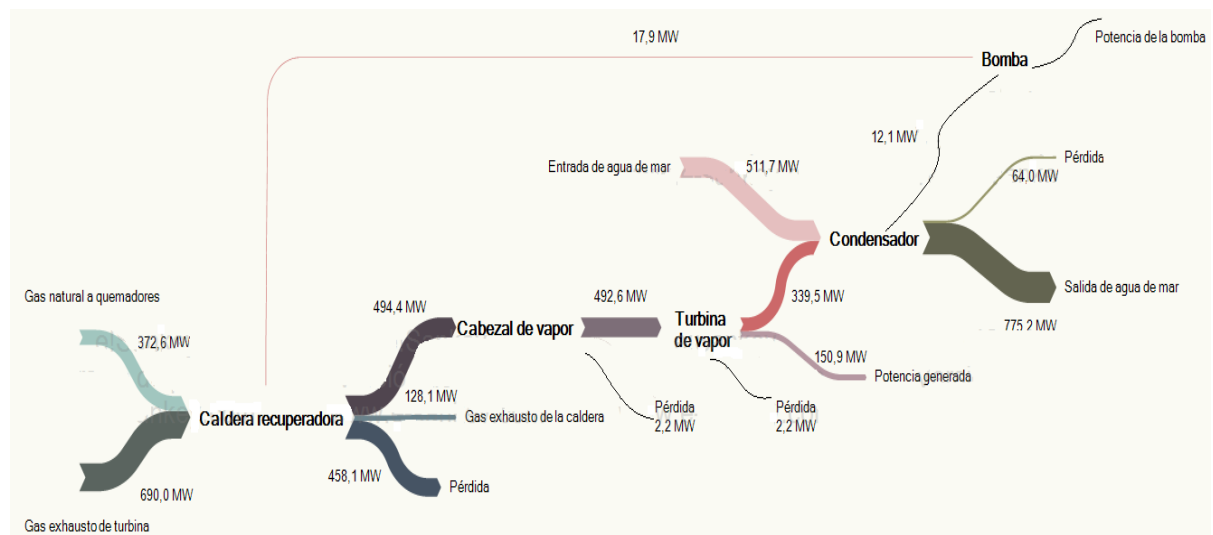 17,9 MW
Potencia de la bomba
Bomba
12,1 MW
Entrada de agua de mar
511,7 MW
Pérdida
64,0 MW
Condensador
Gas natural a quemadores
494,4 MW
492,6 MW
339,5 MW
Salida de agua de mar
Cabezal de vapor
Turbina
de vapor
775,2 MW
372,6 MW
150,9 MW
Potencia generada
128,1 MW
Gas exhausto de la caldera
Pérdida
2,2 MW
Pérdida
2,2 MW
Caldera recuperadora
458,1 MW
Pérdida
690,0 MW
Gas exhausto de turbina